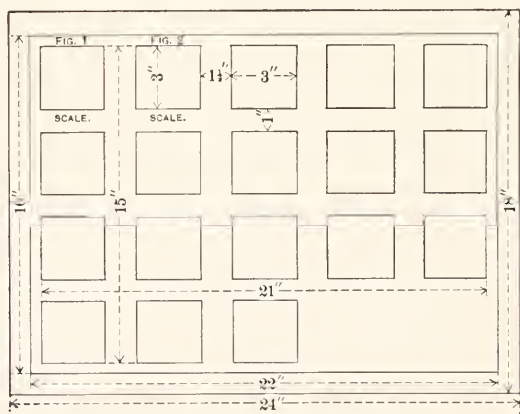 FIG. 1 FIG. 2
3" 1½" 3"
SCALE. SCALE.
1"
16" 15" 18"
21"
22"
24"